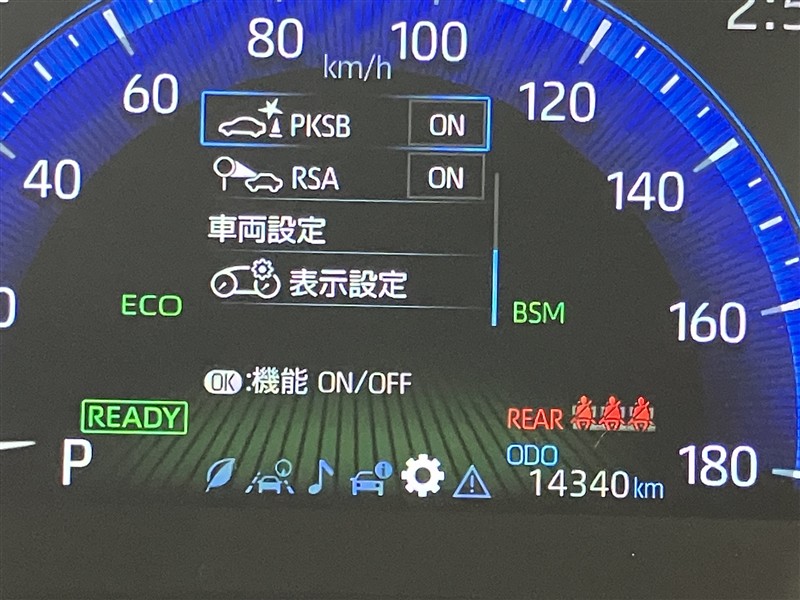 80
100
km/h
60
120
PKSB ON
40
RSA ON
140
車両設定
表示設定
ECO
BSM
160
OK:機能 ON/OFF
READY
REAR
P
ODO
180
14340km